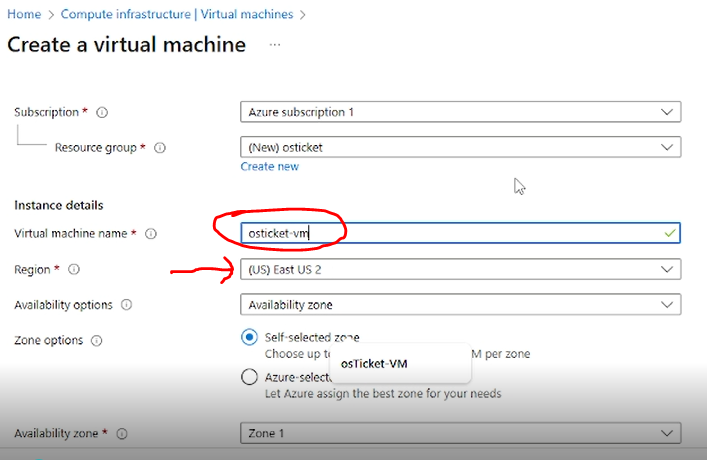 Home > Compute infrastructure | Virtual machines >
Create a virtual machine ...
Subscription *
Azure subscription 1
Resource group *
(New) osticket
Create new
Instance details
Virtual machine name *
osticket-vm
Region *
(US) East US 2
Availability options
Availability zone
Zone options
Self-selected zone
Choose up t M per zone
osTicket-VM
Azure-select
Let Azure assign the best zone for your needs
Availability zone *
Zone 1